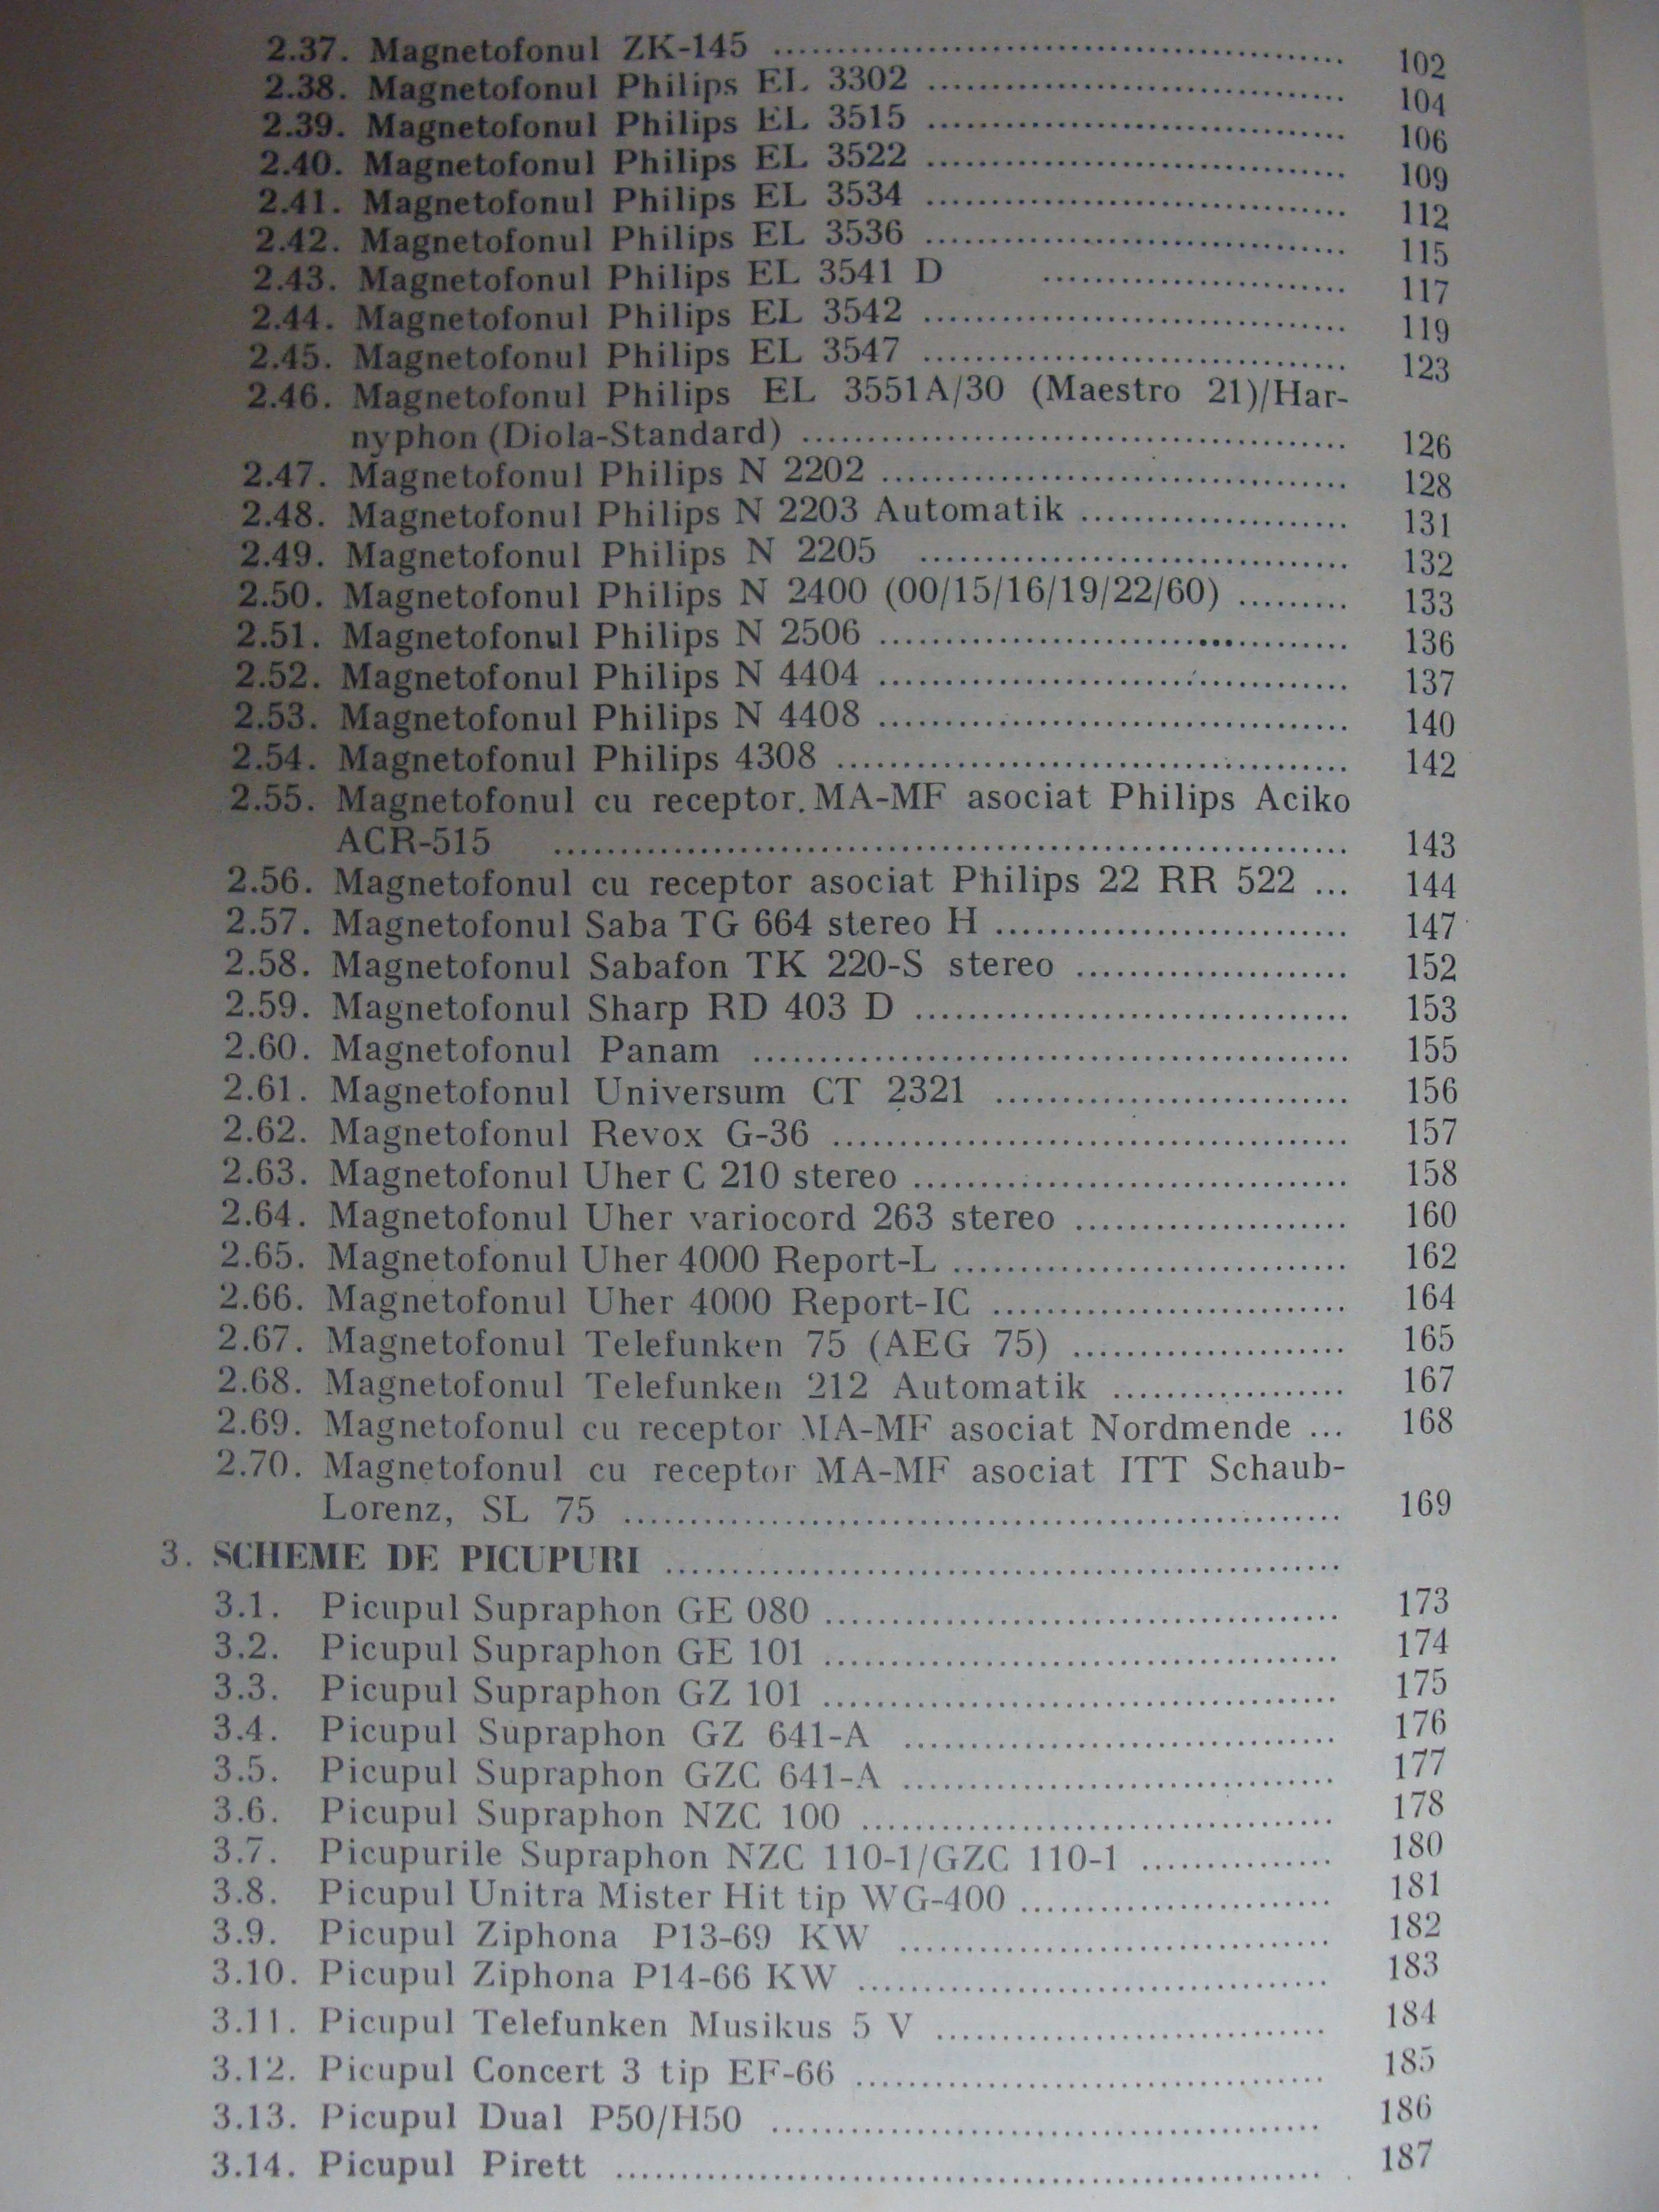 2.37. Magnetofonul ZK-145 ........ 102
2.38. Magnetofonul Philips EL 3302 ........ 104
2.39. Magnetofonul Philips EL 3515 ........ 106
2.40. Magnetofonul Philips EL 3522 ........ 109
2.41. Magnetofonul Philips EL 3534 ........ 112
2.42. Magnetofonul Philips EL 3536 ........ 115
2.43. Magnetofonul Philips EL 3541 D ........ 117
2.44. Magnetofonul Philips EL 3542 ........ 119
2.45. Magnetofonul Philips EL 3547 ........ 123
2.46. Magnetofonul Philips EL 3551A/30 (Maestro 21)/Har-
nyphon (Diola-Standard) ........ 126
2.47. Magnetofonul Philips N 2202 ........ 128
2.48. Magnetofonul Philips N 2203 Automatik ........ 131
2.49. Magnetofonul Philips N 2205 ........ 132
2.50. Magnetofonul Philips N 2400 (00/15/16/19/22/60) ........ 133
2.51. Magnetofonul Philips N 2506 ........ 136
2.52. Magnetofonul Philips N 4404 ........ 137
2.53. Magnetofonul Philips N 4408 ........ 140
2.54. Magnetofonul Philips 4308 ........ 142
2.55. Magnetofonul cu receptor MA-MF asociat Philips Aciko
ACR-515 ........ 143
2.56. Magnetofonul cu receptor asociat Philips 22 RR 522 ... 144
2.57. Magnetofonul Saba TG 664 stereo H ........ 147
2.58. Magnetofonul Sabafon TK 220-S stereo ........ 152
2.59. Magnetofonul Sharp RD 403 D ........ 153
2.60. Magnetofonul Panam ........ 155
2.61. Magnetofonul Universum CT 2321 ........ 156
2.62. Magnetofonul Revox G-36 ........ 157
2.63. Magnetofonul Uher C 210 stereo ........ 158
2.64. Magnetofonul Uher variocord 263 stereo ........ 160
2.65. Magnetofonul Uher 4000 Report-L ........ 162
2.66. Magnetofonul Uher 4000 Report-IC ........ 164
2.67. Magnetofonul Telefunken 75 (AEG 75) ........ 165
2.68. Magnetofonul Telefunken 212 Automatik ........ 167
2.69. Magnetofonul cu receptor MA-MF asociat Nordmende ... 168
2.70. Magnetofonul cu receptor MA-MF asociat ITT Schaub-
Lorenz, SL 75 ........ 169
3. SCHEME DE PICUPURI ........
3.1. Picupul Supraphon GE 080 ........ 173
3.2. Picupul Supraphon GE 101 ........ 174
3.3. Picupul Supraphon GZ 101 ........ 175
3.4. Picupul Supraphon GZ 641-A ........ 176
3.5. Picupul Supraphon GZC 641-A ........ 177
3.6. Picupul Supraphon NZC 100 ........ 178
3.7. Picupurile Supraphon NZC 110-1/GZC 110-1 ........ 180
3.8. Picupul Unitra Mister Hit tip WG-400 ........ 181
3.9. Picupul Ziphona P13-69 KW ........ 182
3.10. Picupul Ziphona P14-66 KW ........ 183
3.11. Picupul Telefunken Musikus 5 V ........ 184
3.12. Picupul Concert 3 tip EF-66 ........ 185
3.13. Picupul Dual P50/H50 ........ 186
3.14. Picupul Pirett ........ 187